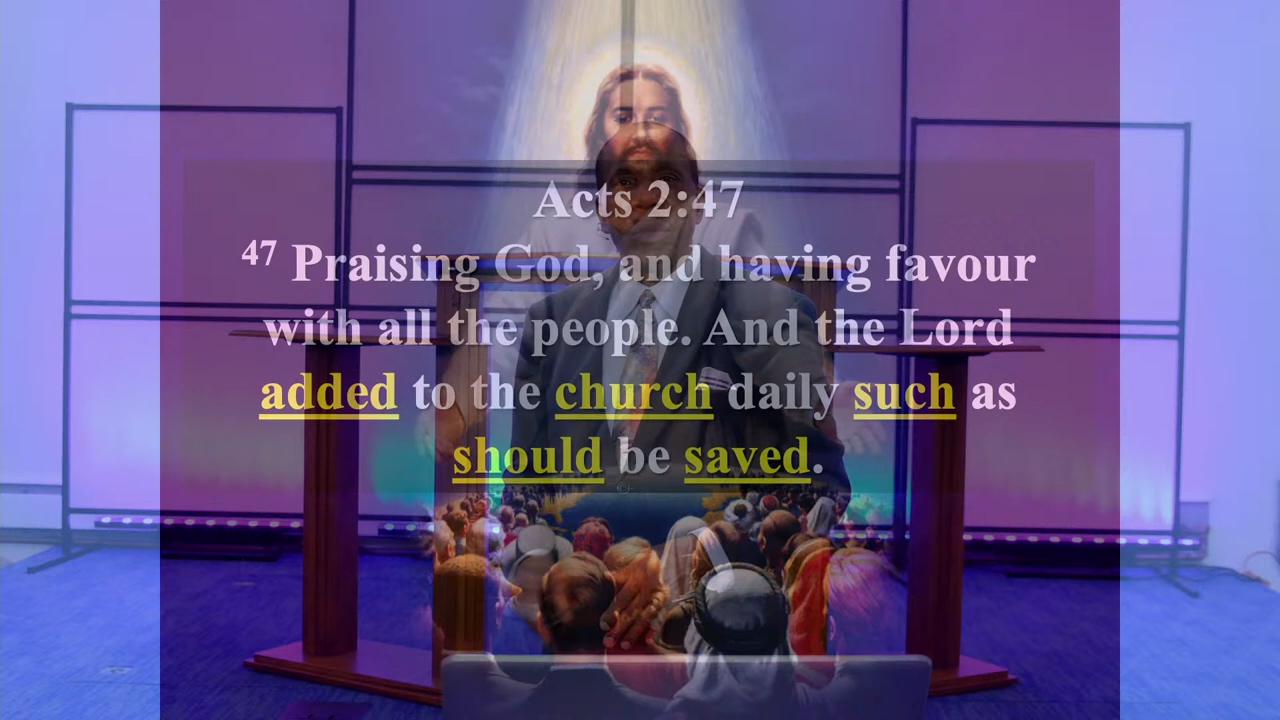 Acts 2:47
47 Praising God, and having favour
with all the people. And the Lord
added to the church daily such as
should be saved.